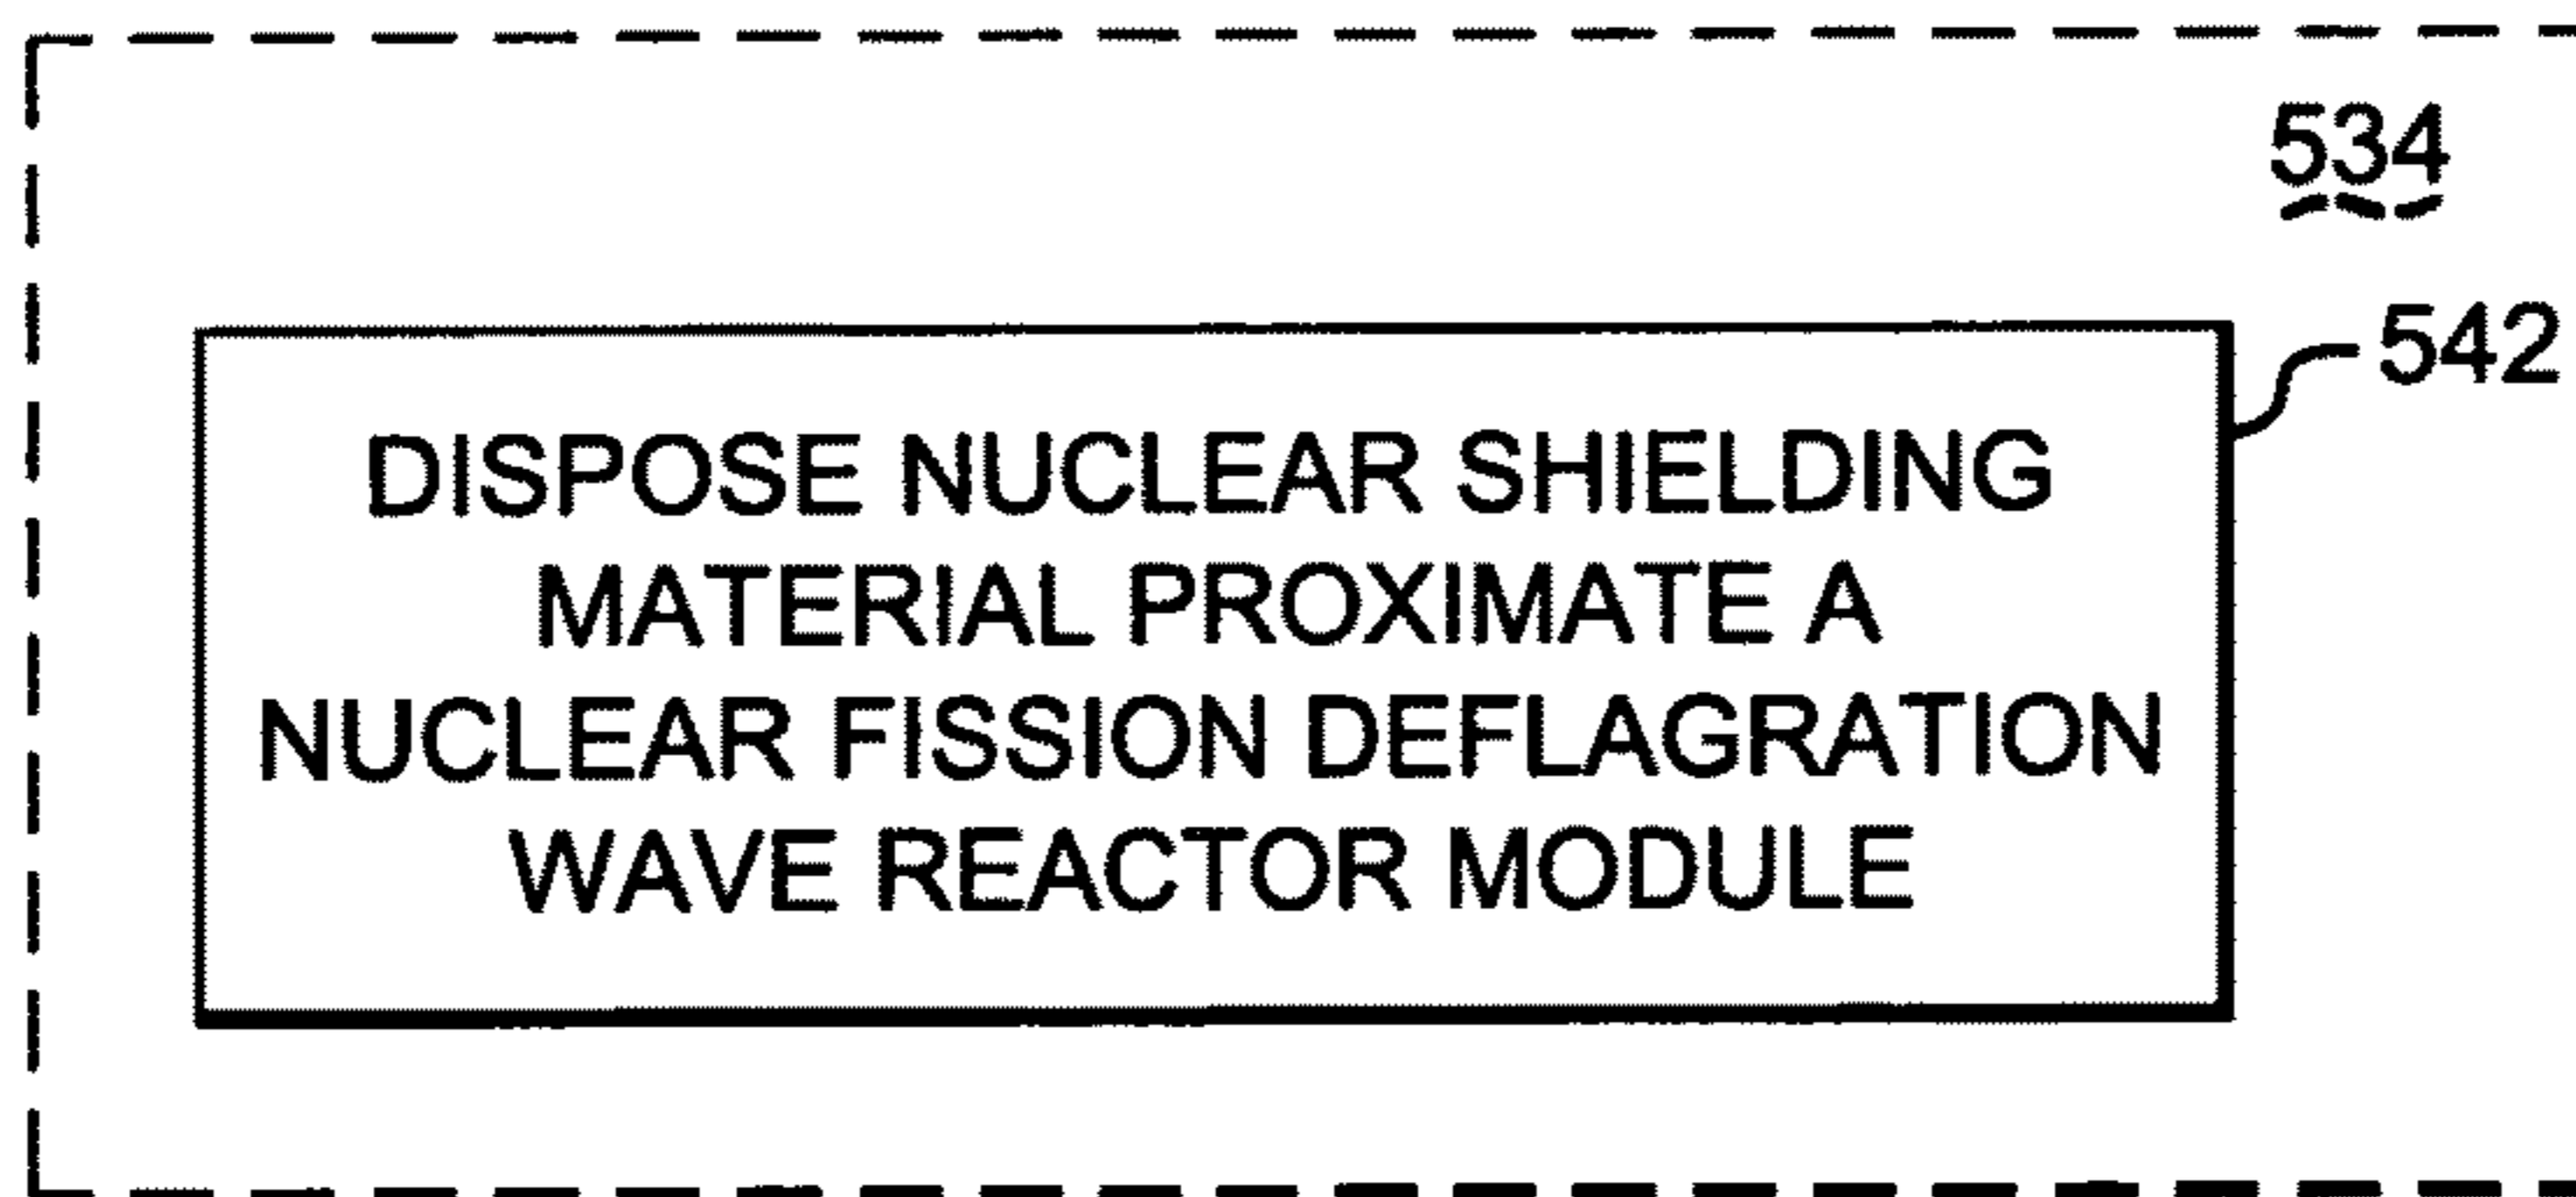 534
542
DISPOSE NUCLEAR SHIELDING
MATERIAL PROXIMATE A
NUCLEAR FISSION DEFLAGRATION
WAVE REACTOR MODULE